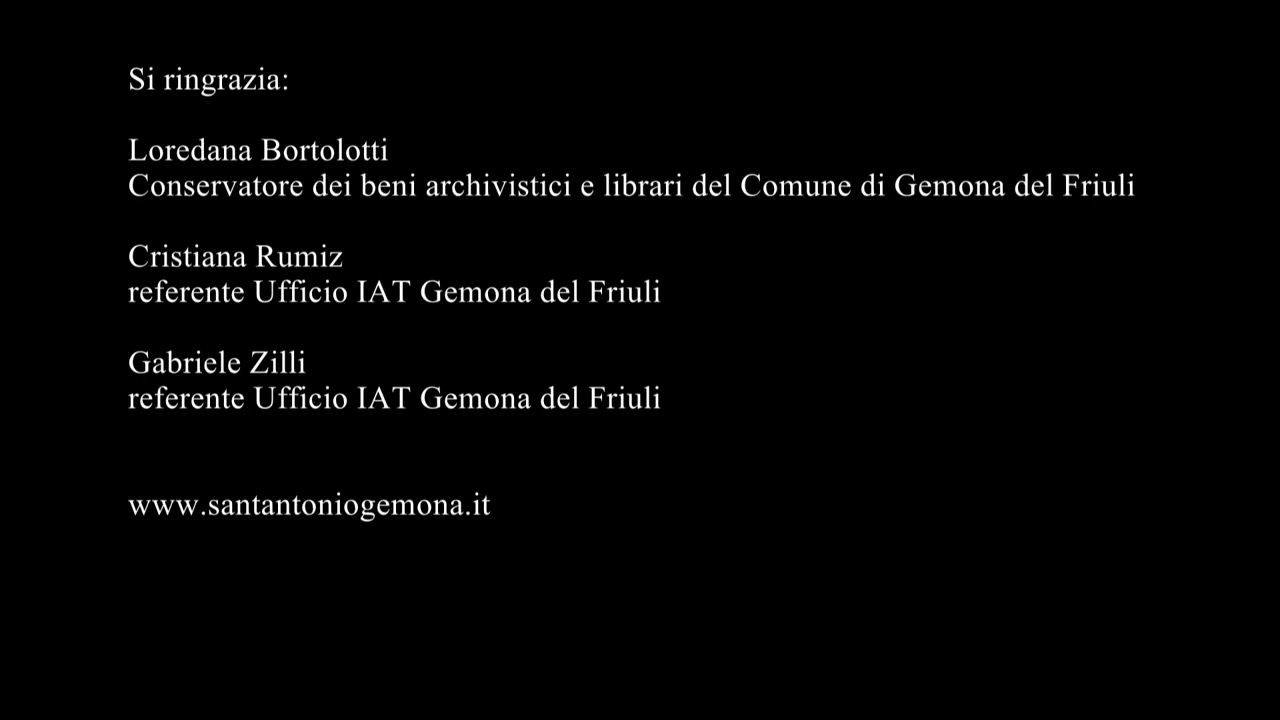 Si ringrazia:
Loredana Bortolotti
Conservatore dei beni archivistici e librari del Comune di Gemona del Friuli
Cristiana Rumiz
referente Ufficio IAT Gemona del Friuli
Gabriele Zilli
referente Ufficio IAT Gemona del Friuli
www.santantoniogemona.it